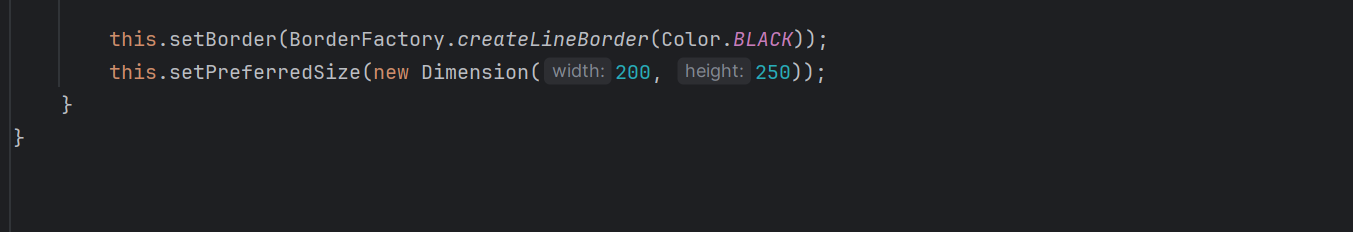 this.setBorder(BorderFactory.createLineBorder(Color.BLACK));
this.setPreferredSize(new Dimension( width: 200, height: 250));
}
}